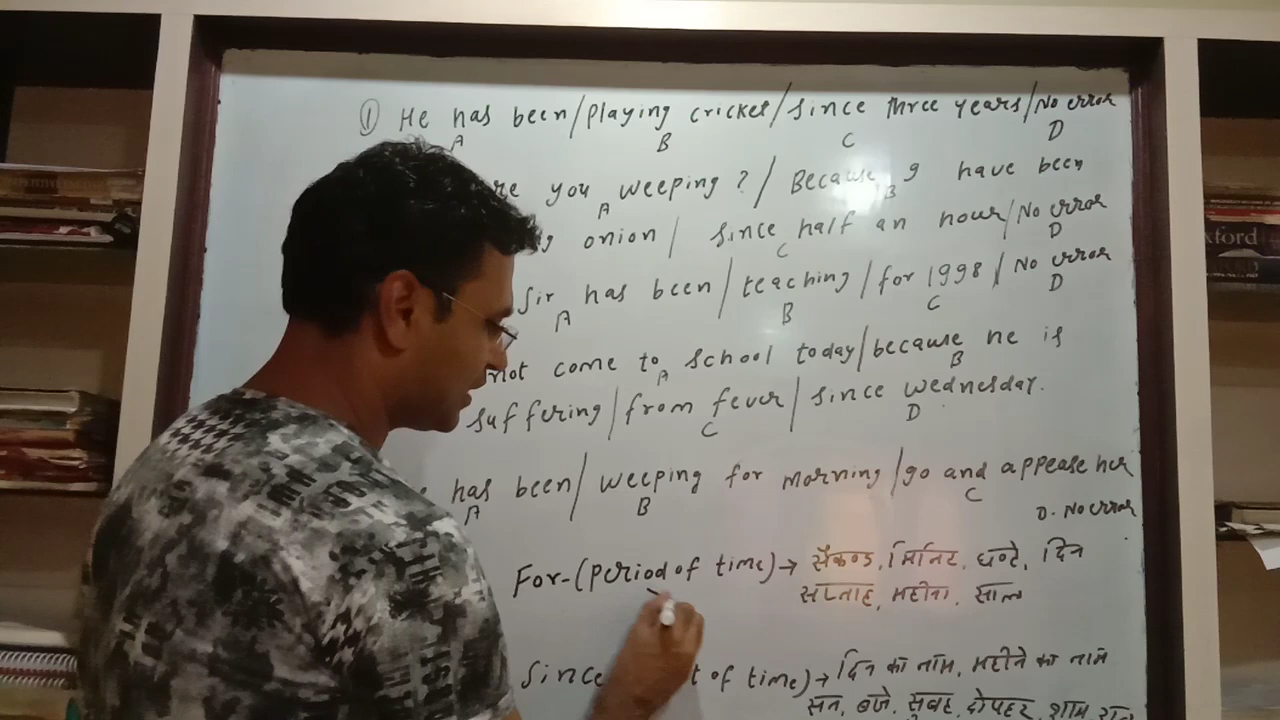 ① He has been/playing cricket/since three years/No error
A B C D
you weeping? / Because I have been
A B
onion / since half an hour/No error
C D
Sir has been/teaching/for 1998/No error
A B C D
not come to school today/because he is
A B
suffering/from fever/since wednesday.
C D
has been/weeping for morning/go and appease her
A B C
D. No error
For-(Period of time)→ सैकण्ड, मिनिट, घण्टे, दिन
सप्ताह, महीना, साल
Since of time)→ दिन का नाम, महीने का नाम
सन, बजे, सुबह, दोपहर, शाम
xford